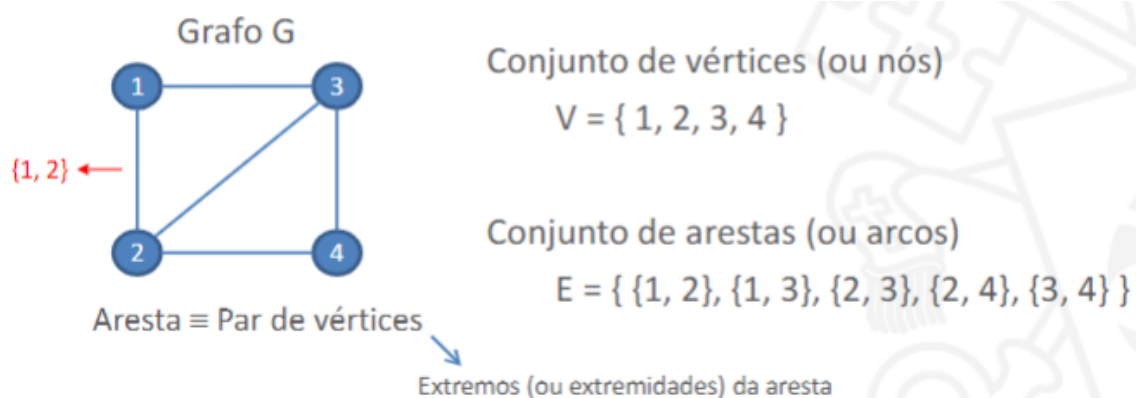 Grafo G
1
3
{1, 2}
2
4
Aresta ≡ Par de vértices
Extremos (ou extremidades) da aresta
Conjunto de vértices (ou nós)
V = { 1, 2, 3, 4 }
Conjunto de arestas (ou arcos)
E = { {1, 2}, {1, 3}, {2, 3}, {2, 4}, {3, 4} }